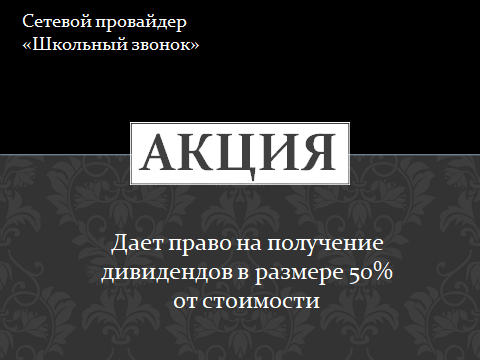 Сетевой провайдер
«Школьный звонок»
АКЦИЯ
Дает право на получение
дивидендов в размере 50%
от стоимости